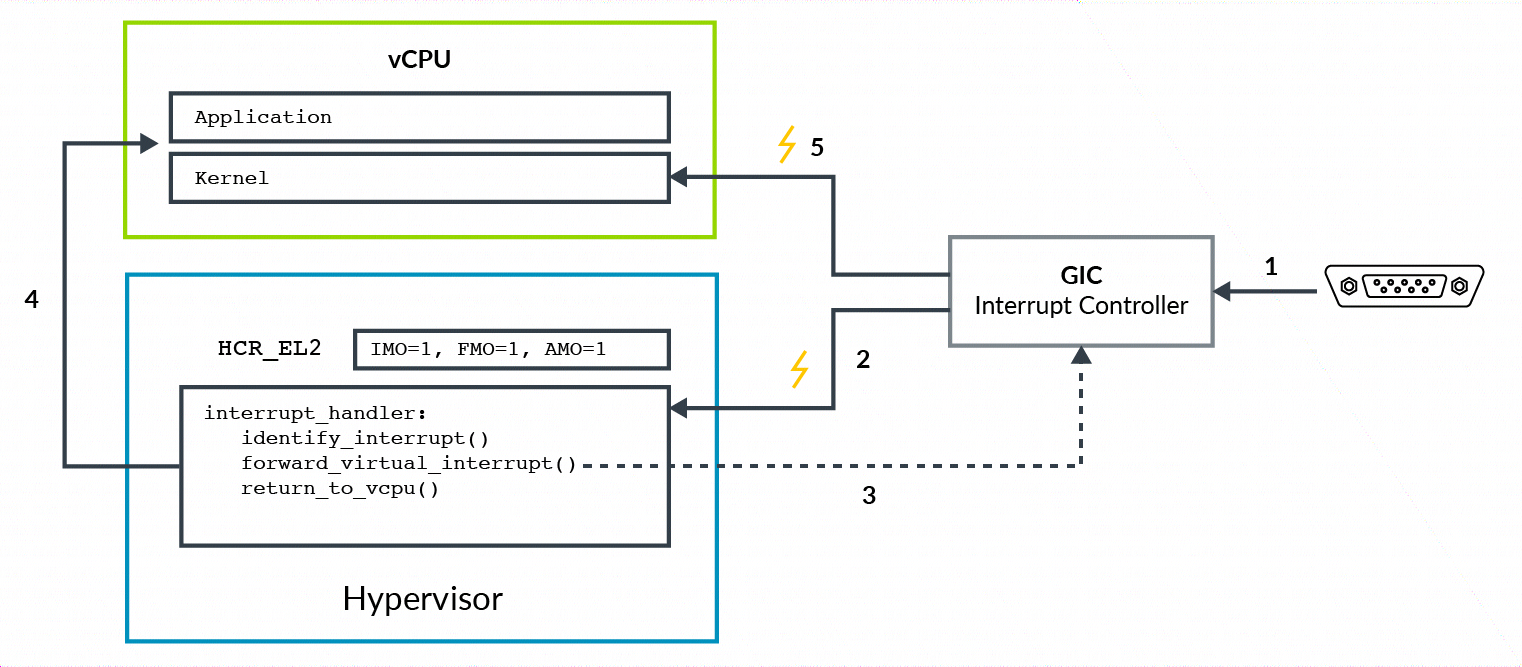 vCPU
Application
Kernel
5
GIC
Interrupt Controller
1
4
HCR_EL2
IMO=1, FMO=1, AMO=1
2
interrupt_handler:
identify_interrupt()
forward_virtual_interrupt()
return_to_vcpu()
3
Hypervisor